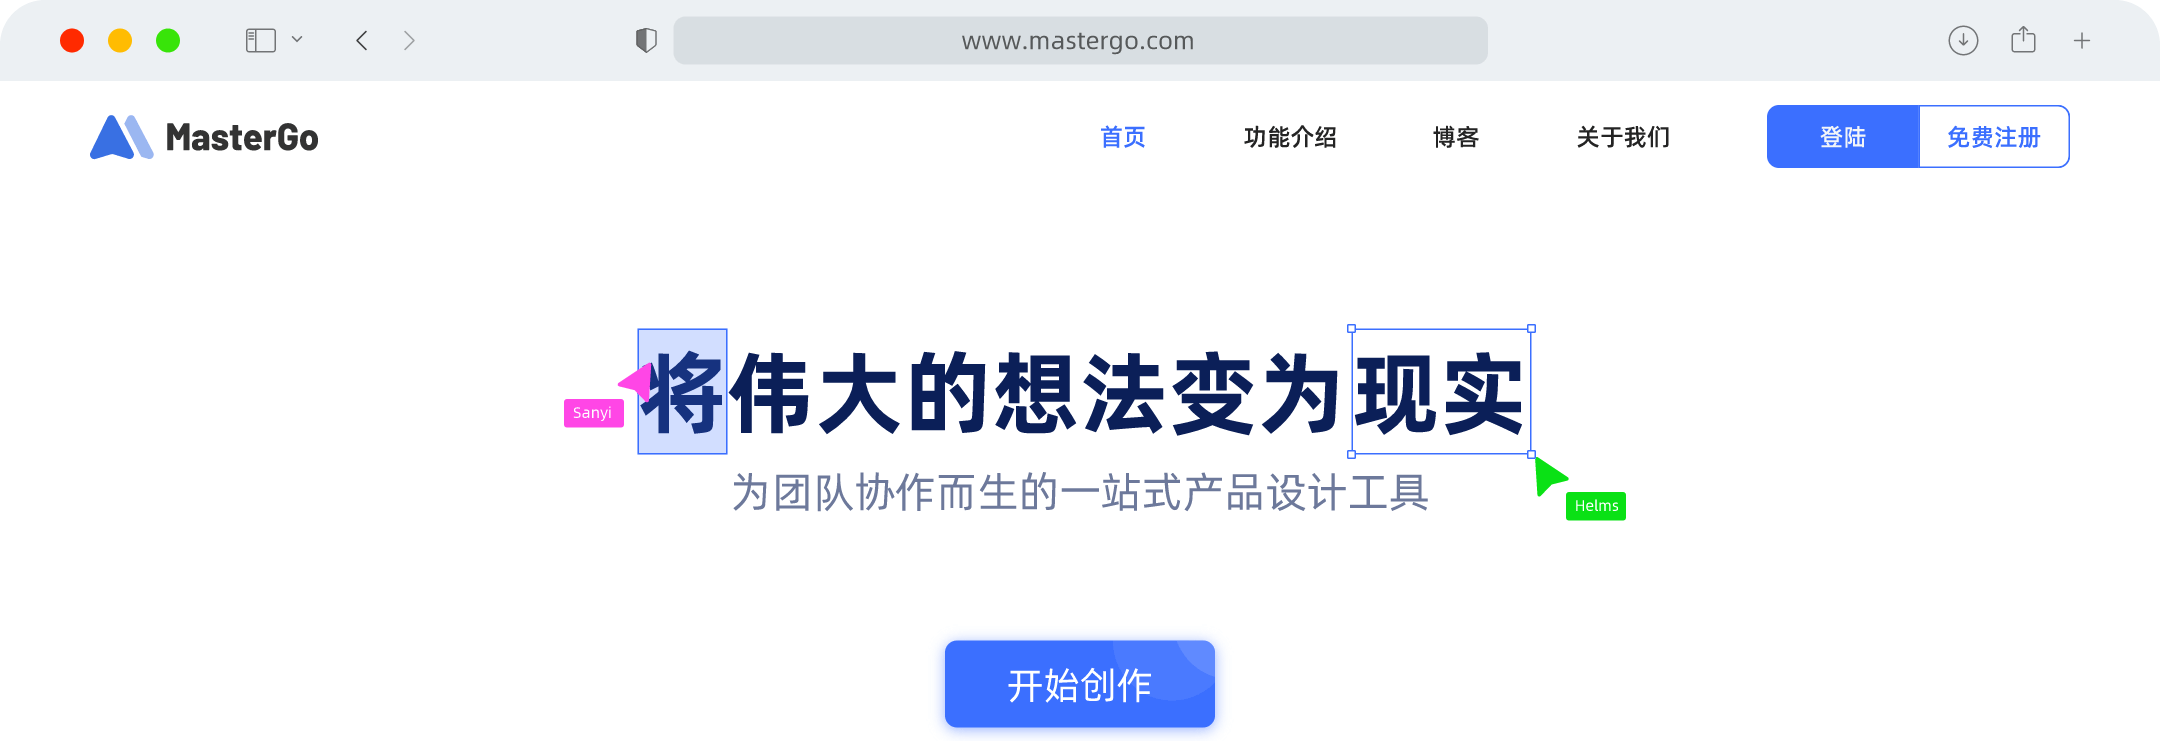 www.mastergo.com
MasterGo 首页 功能介绍 博客 关于我们 登陆 免费注册
将伟大的想法变为现实
Sanyi
为团队协作而生的一站式产品设计工具
Helms
开始创作